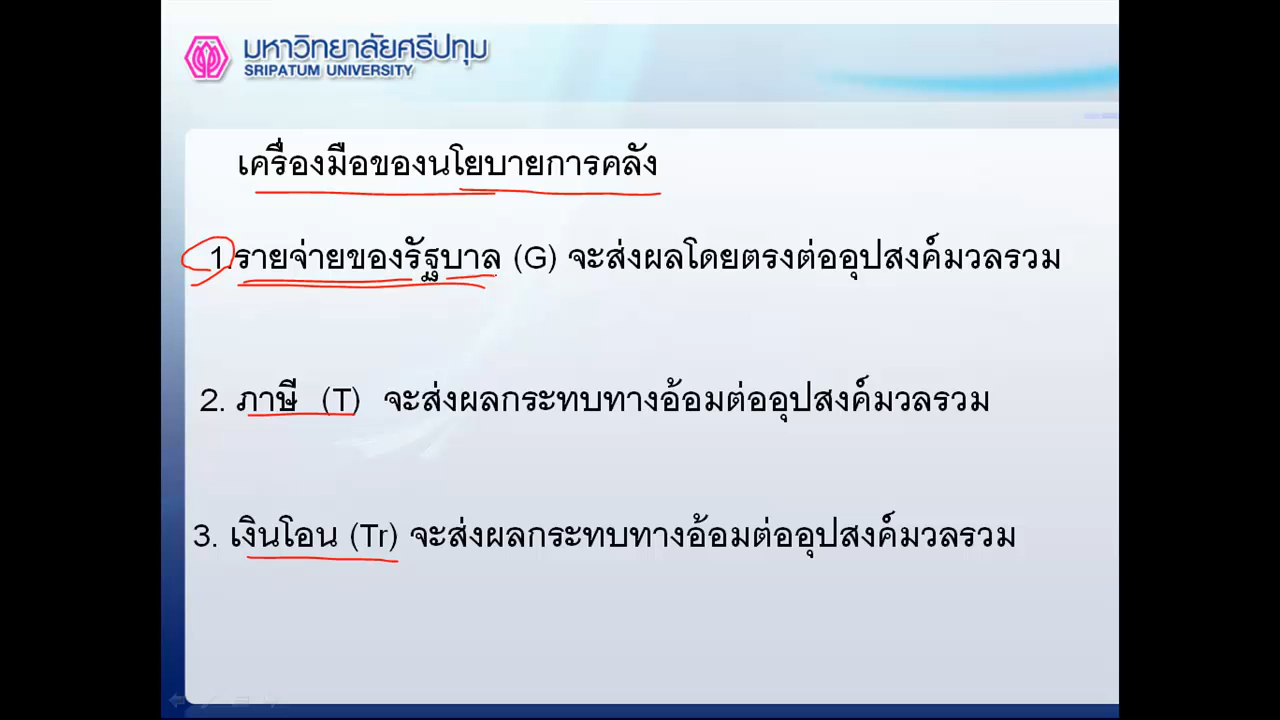 มหาวิทยาลัยศรีปทุม
SRIPATUM UNIVERSITY
เครื่องมือของนโยบายการคลัง
1.รายจ่ายของรัฐบาล (G) จะส่งผลโดยตรงต่ออุปสงค์มวลรวม
2. ภาษี (T) จะส่งผลกระทบทางอ้อมต่ออุปสงค์มวลรวม
3. เงินโอน (Tr) จะส่งผลกระทบทางอ้อมต่ออุปสงค์มวลรวม